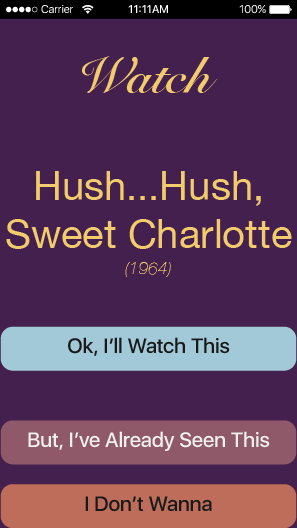 Carrier 11:11AM 100%
Watch
Hush...Hush,
Sweet Charlotte
(1964)
Ok, I'll Watch This
But, I've Already Seen This
I Don't Wanna